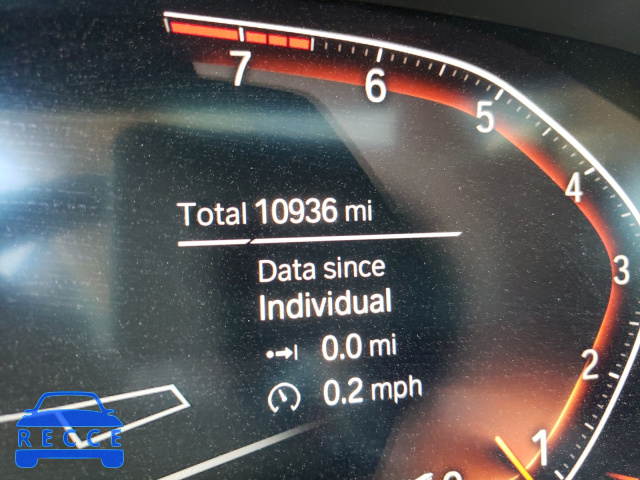 7
6
5
4
3
2
1
Total 10936 mi
Data since
Individual
0.0 mi
0.2 mph
RECCE